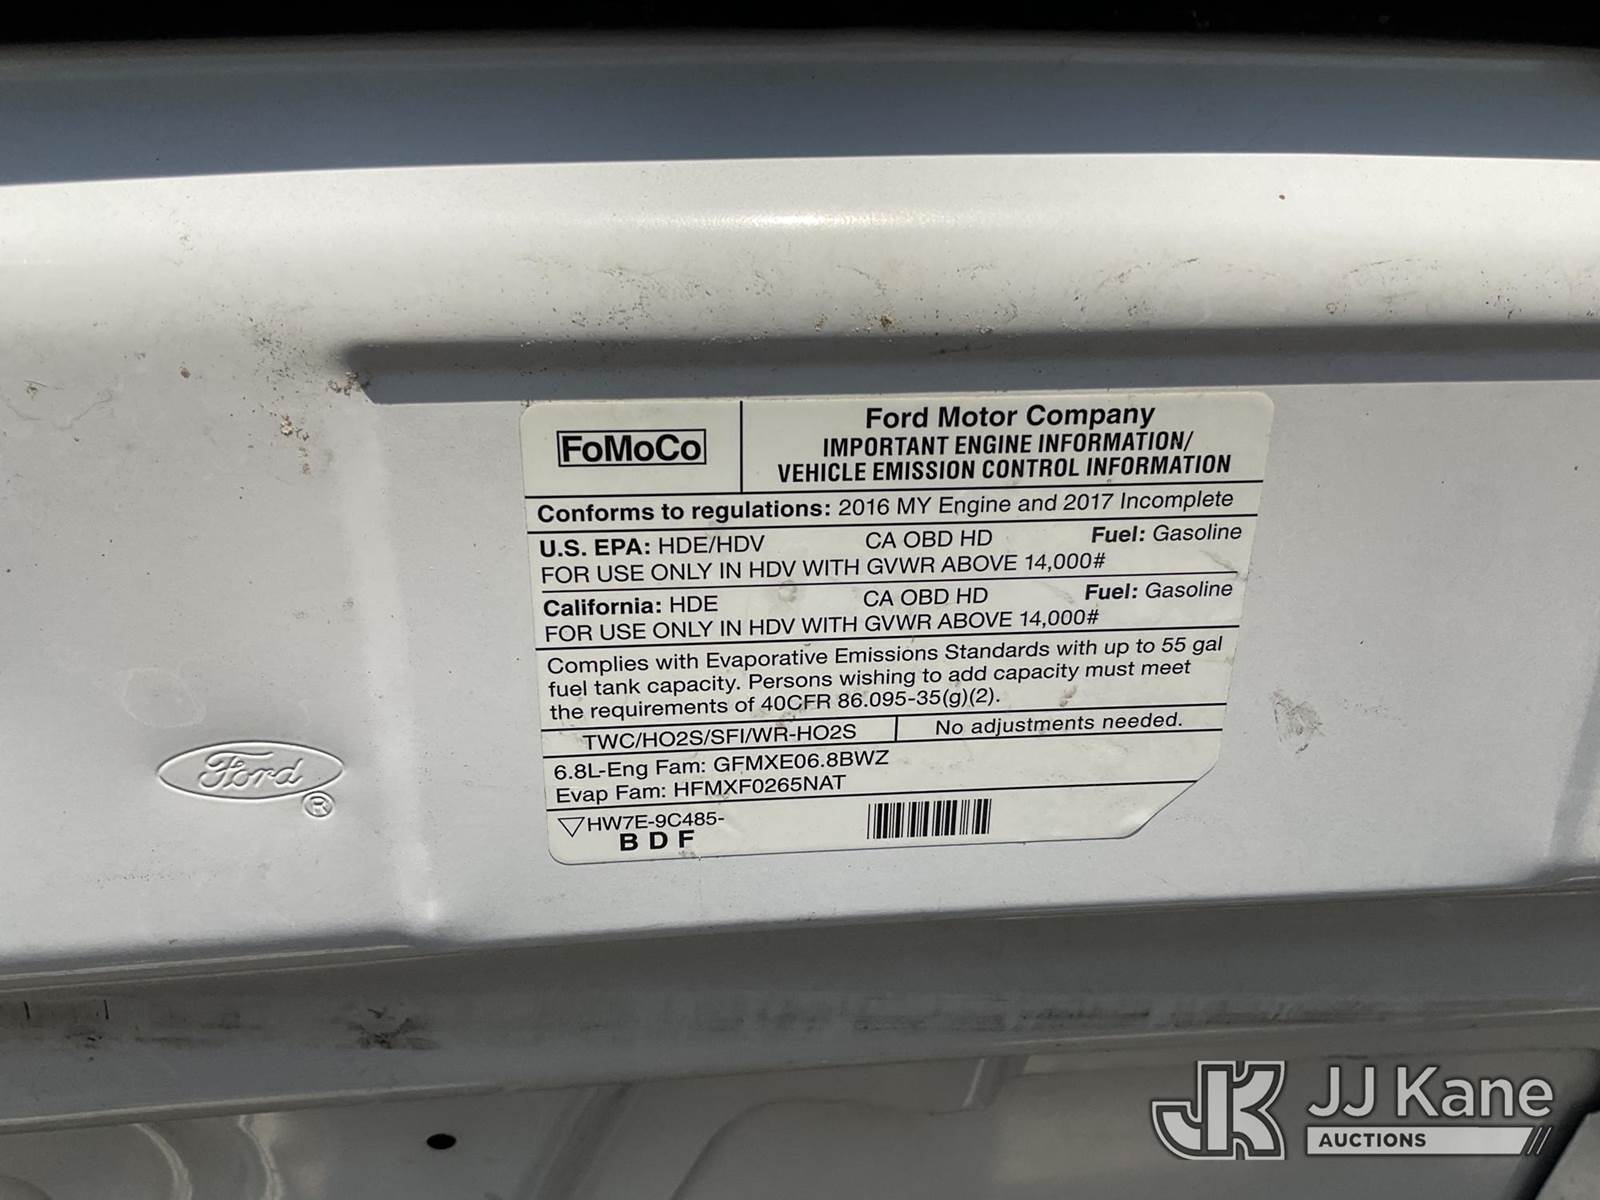 FoMoCo
Ford Motor Company
IMPORTANT ENGINE INFORMATION/
VEHICLE EMISSION CONTROL INFORMATION
Conforms to regulations: 2016 MY Engine and 2017 Incomplete
U.S. EPA: HDE/HDV CA OBD HD Fuel: Gasoline
FOR USE ONLY IN HDV WITH GVWR ABOVE 14,000#
California: HDE CA OBD HD Fuel: Gasoline
FOR USE ONLY IN HDV WITH GVWR ABOVE 14,000#
Complies with Evaporative Emissions Standards with up to 55 gal
fuel tank capacity. Persons wishing to add capacity must meet
the requirements of 40CFR 86.095-35(g)(2).
TWC/HO2S/SFI/WR-HO2S No adjustments needed.
6.8L-Eng Fam: GFMXE06.8BWZ
Evap Fam: HFMXF0265NAT
HW7E-9C485-
B D F
Ford ®
JK JJ Kane
AUCTIONS